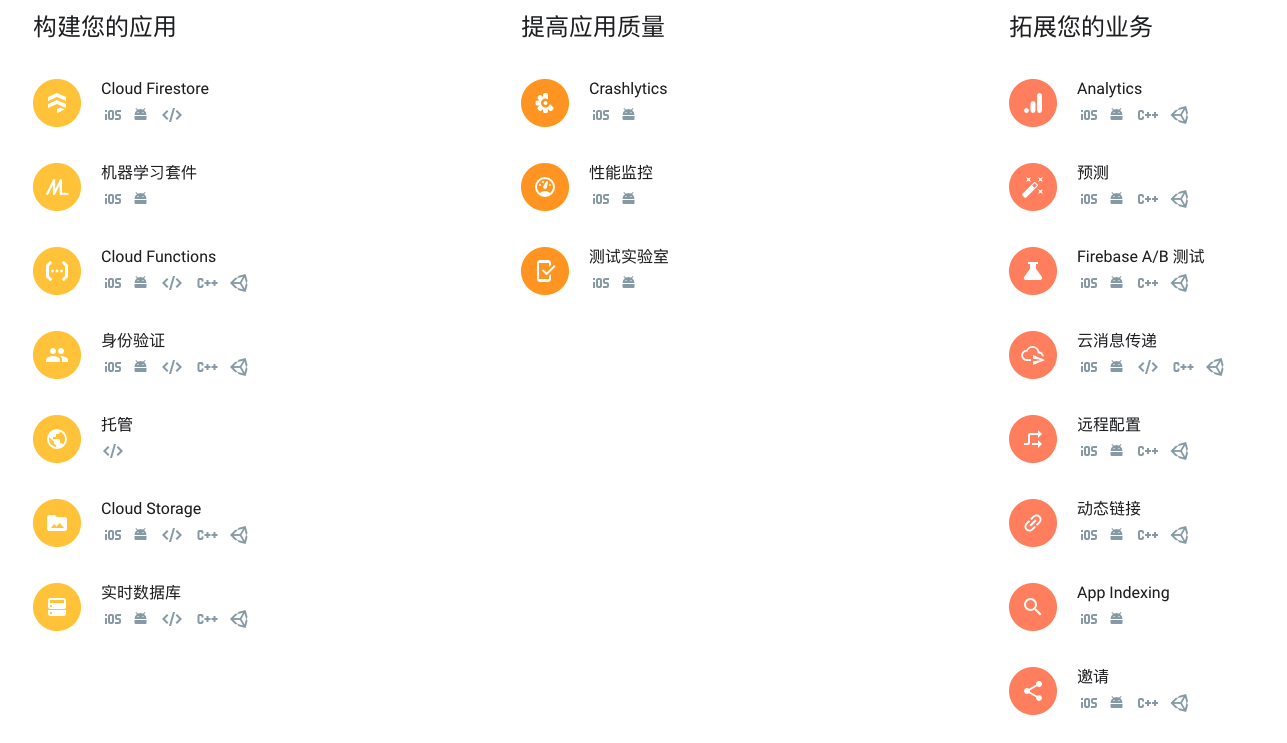 构建您的应用
Cloud Firestore
iOS </>
机器学习套件
iOS
Cloud Functions
iOS </> C++
身份验证
iOS </> C++
托管
</>
Cloud Storage
iOS </> C++
实时数据库
iOS </> C++
提高应用质量
Crashlytics
iOS
性能监控
iOS
测试实验室
iOS
拓展您的业务
Analytics
iOS C++
预测
iOS C++
Firebase A/B 测试
iOS C++
云消息传递
iOS </> C++
远程配置
iOS C++
动态链接
iOS C++
App Indexing
iOS
邀请
iOS C++